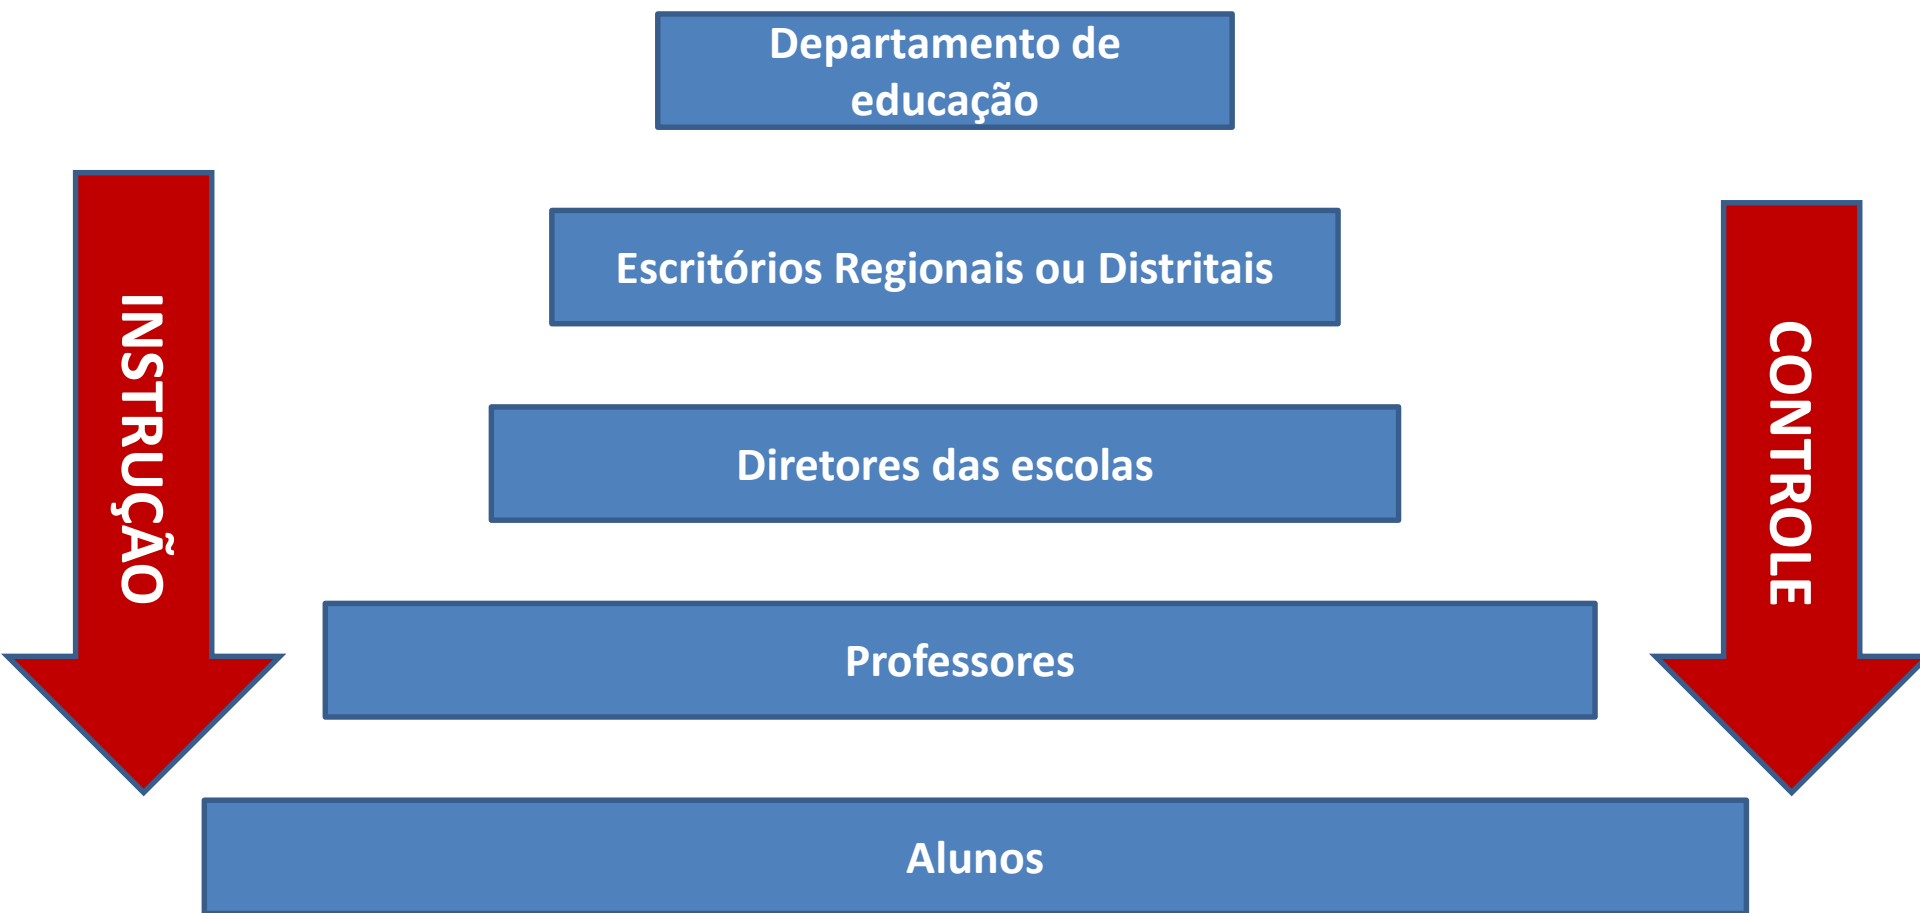 Departamento de
educação
Escritórios Regionais ou Distritais
INSTRUÇÃO
CONTROLE
Diretores das escolas
Professores
Alunos